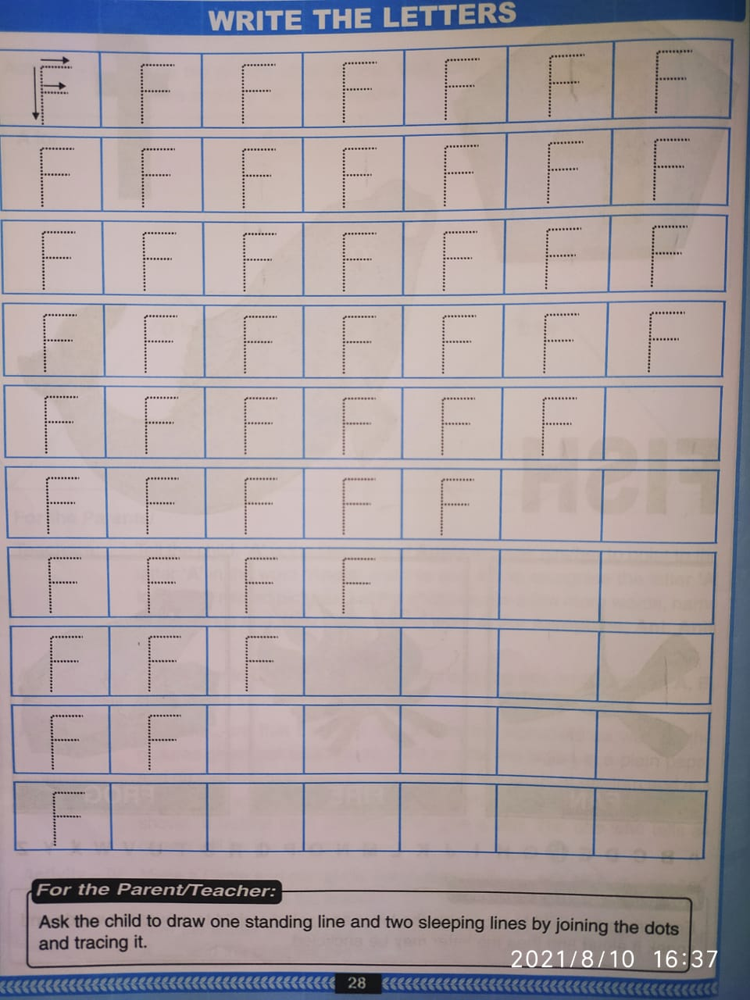 WRITE THE LETTERS
F F F F F F F
F F F F F F F
F F F F F F F
F F F F F F F
F F F F F F
F F F F F
F F F F
F F F
F F
F
For the Parent/Teacher:
Ask the child to draw one standing line and two sleeping lines by joining the dots
and tracing it.
2021/8/10 16:37
28